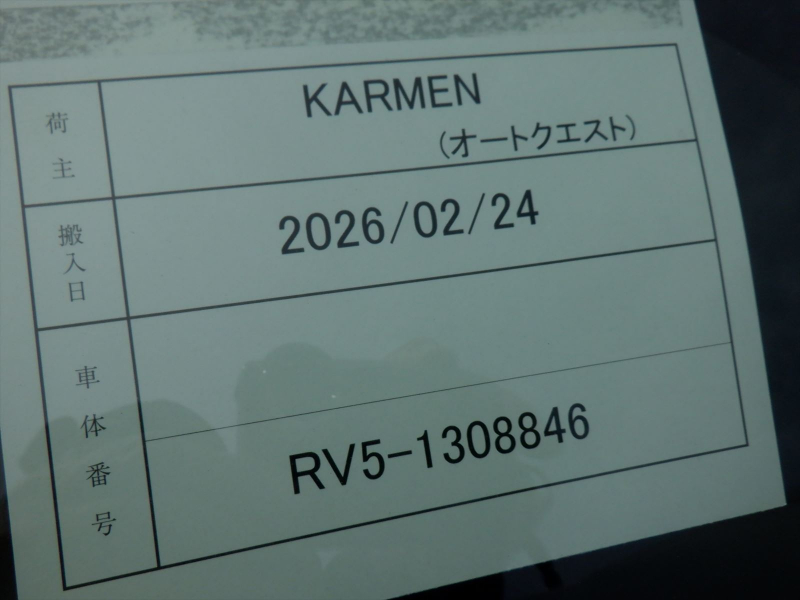 荷主
KARMEN
(オートクエスト)
搬入日
2026/02/24
車体番号
RV5-1308846